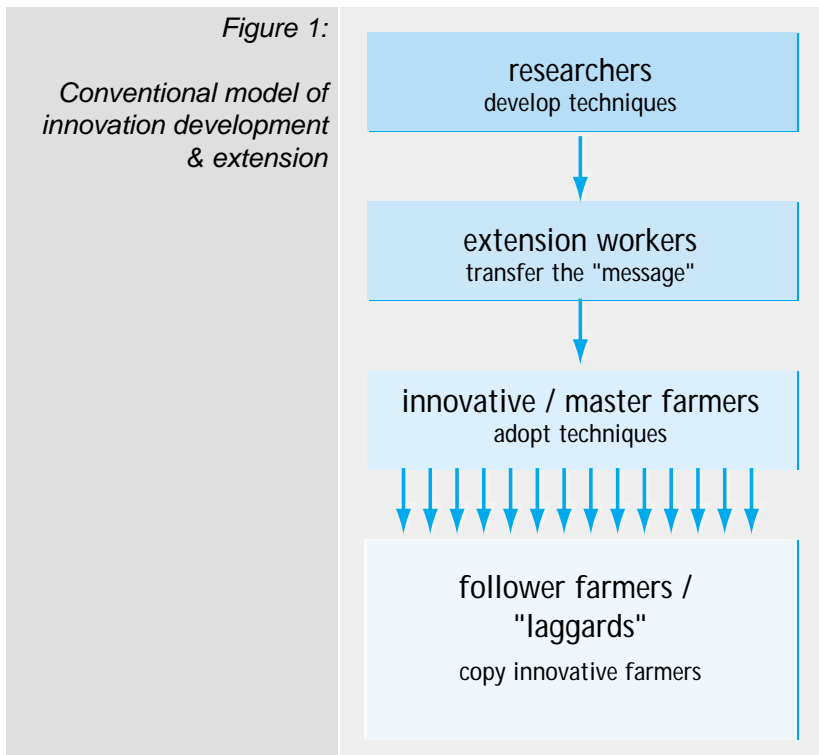 Figure 1:
Conventional model of
innovation development
& extension
researchers
develop techniques
extension workers
transfer the "message"
innovative / master farmers
adopt techniques
follower farmers /
"laggards"
copy innovative farmers